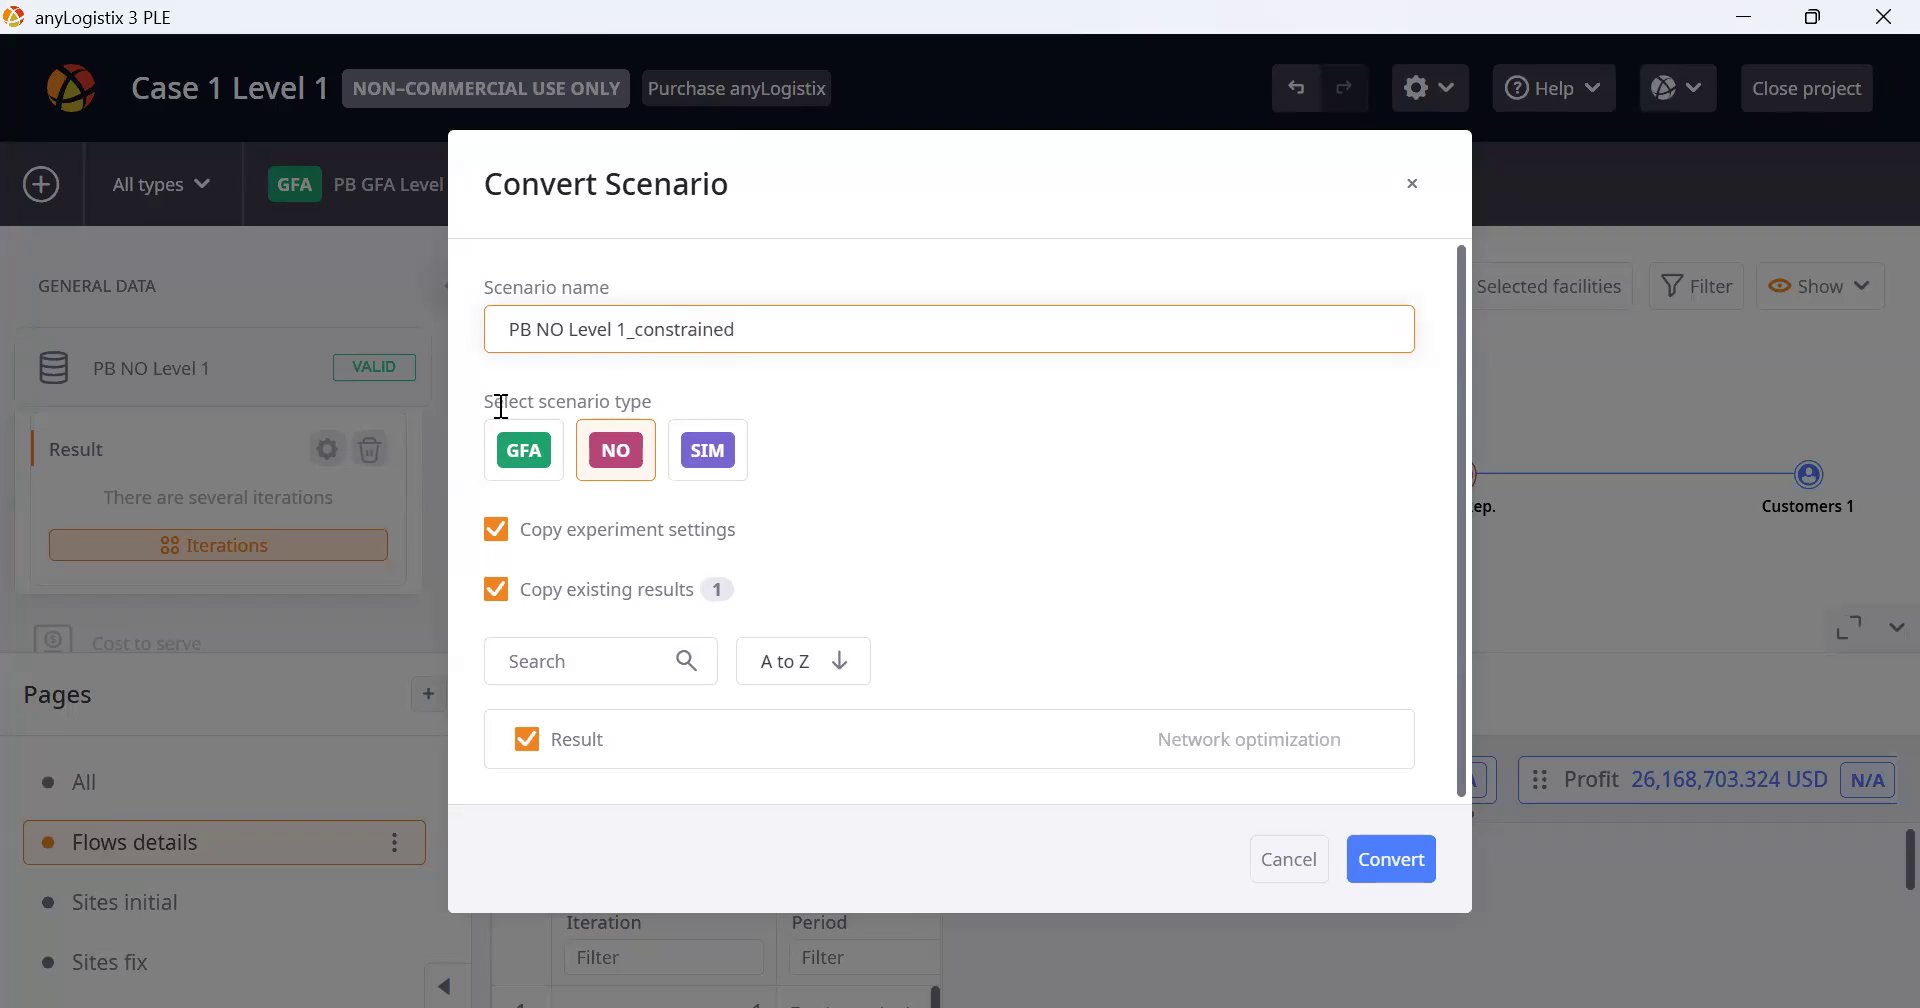 anyLogistix 3 PLE
Case 1 Level 1
NON-COMMERCIAL USE ONLY
Purchase anyLogistix
Help
Close project
All types
GFA
PB GFA Level
Convert Scenario
GENERAL DATA
Scenario name
Selected facilities
Filter
Show
PB NO Level 1_constrained
PB NO Level 1
VALID
Select scenario type
Result
GFA
NO
SIM
There are several iterations
ep.
Customers 1
Copy experiment settings
Iterations
Copy existing results 1
Cost to serve
Search
A to Z
Pages
+
Result
Network optimization
All
Profit 26,168,703.324 USD
N/A
Flows details
Cancel
Convert
Sites initial
Iteration
Period
Sites fix
Filter
Filter